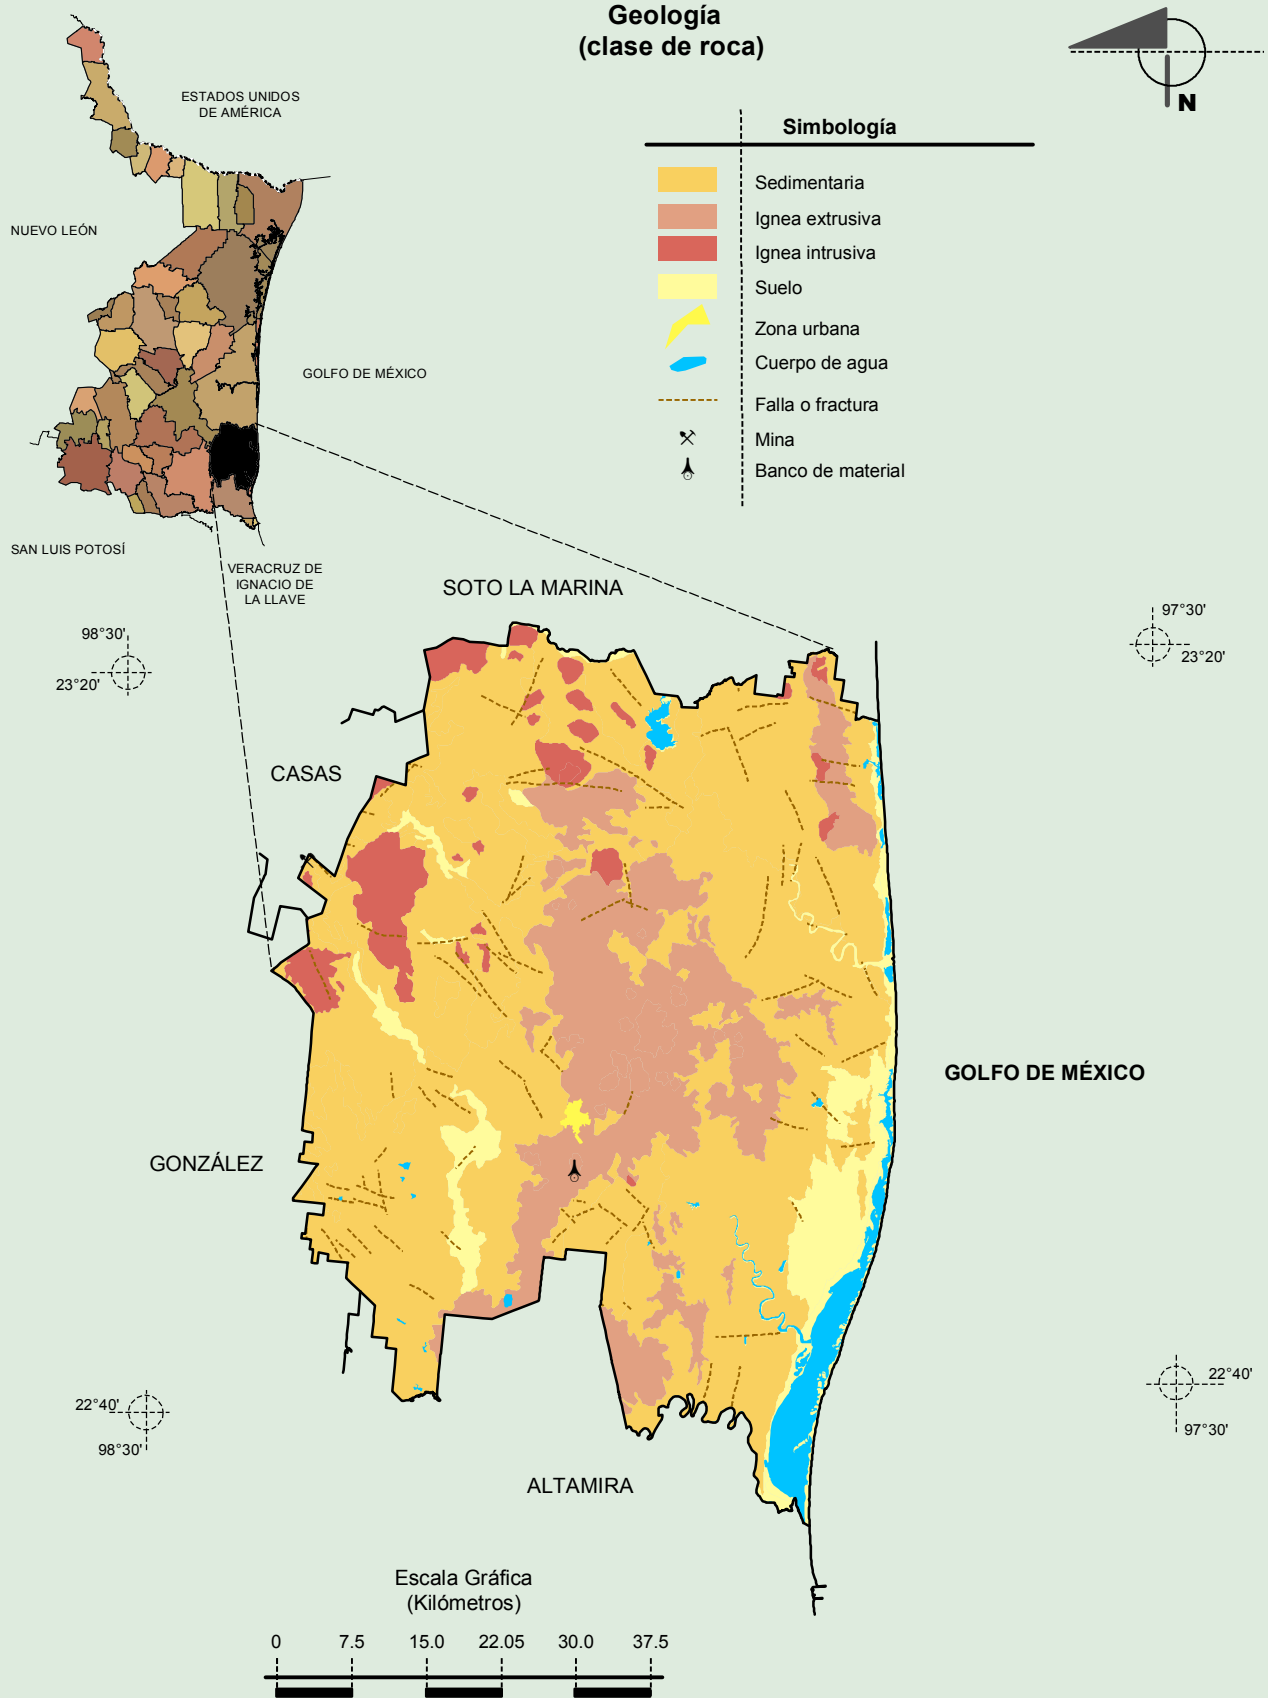 Geología
(clase de roca)
N
ESTADOS UNIDOS
DE AMÉRICA
NUEVO LEÓN
GOLFO DE MÉXICO
SAN LUIS POTOSÍ
VERACRUZ DE
IGNACIO DE
LA LLAVE
Simbología
Sedimentaria
Ignea extrusiva
Ignea intrusiva
Suelo
Zona urbana
Cuerpo de agua
Falla o fractura
Mina
Banco de material
SOTO LA MARINA
98°30'
23°20'
97°30'
23°20'
CASAS
GOLFO DE MÉXICO
GONZÁLEZ
22°40'
98°30'
22°40'
97°30'
ALTAMIRA
Escala Gráfica
(Kilómetros)
0 7.5 15.0 22.05 30.0 37.5